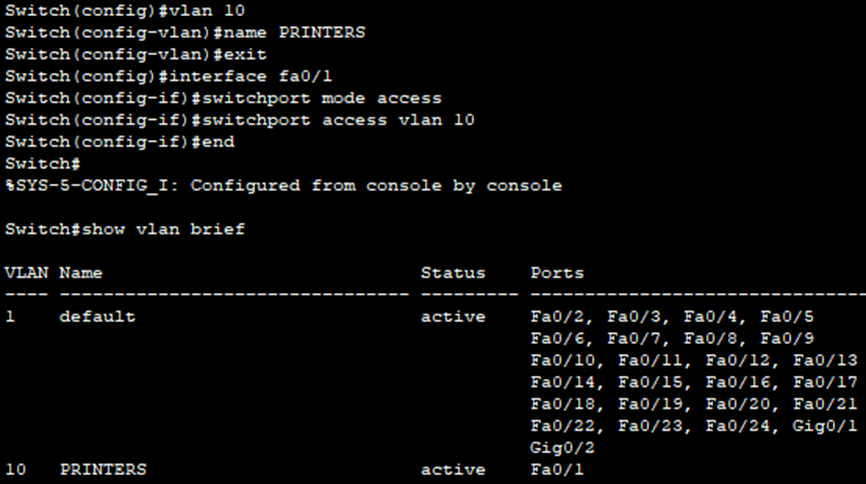 Switch(config)#vlan 10
Switch(config-vlan)#name PRINTERS
Switch(config-vlan)#exit
Switch(config)#interface fa0/1
Switch(config-if)#switchport mode access
Switch(config-if)#switchport access vlan 10
Switch(config-if)#end
Switch#
%SYS-5-CONFIG_I: Configured from console by console
Switch#show vlan brief
VLAN Name Status Ports
---- -------------------------------- --------- -------------------------------
1 default active Fa0/2, Fa0/3, Fa0/4, Fa0/5
Fa0/6, Fa0/7, Fa0/8, Fa0/9
Fa0/10, Fa0/11, Fa0/12, Fa0/13
Fa0/14, Fa0/15, Fa0/16, Fa0/17
Fa0/18, Fa0/19, Fa0/20, Fa0/21
Fa0/22, Fa0/23, Fa0/24, Gig0/1
Gig0/2
10 PRINTERS active Fa0/1